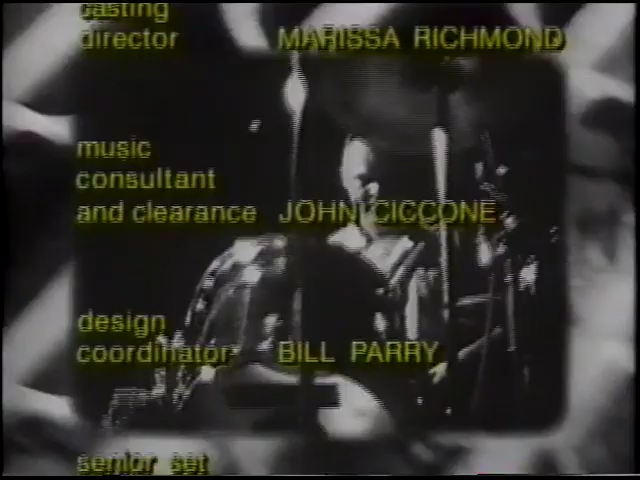 casting
director MARISSA RICHMOND
music
consultant
and clearance JOHN CICCONE
design
coordinator BILL PARRY
senior set